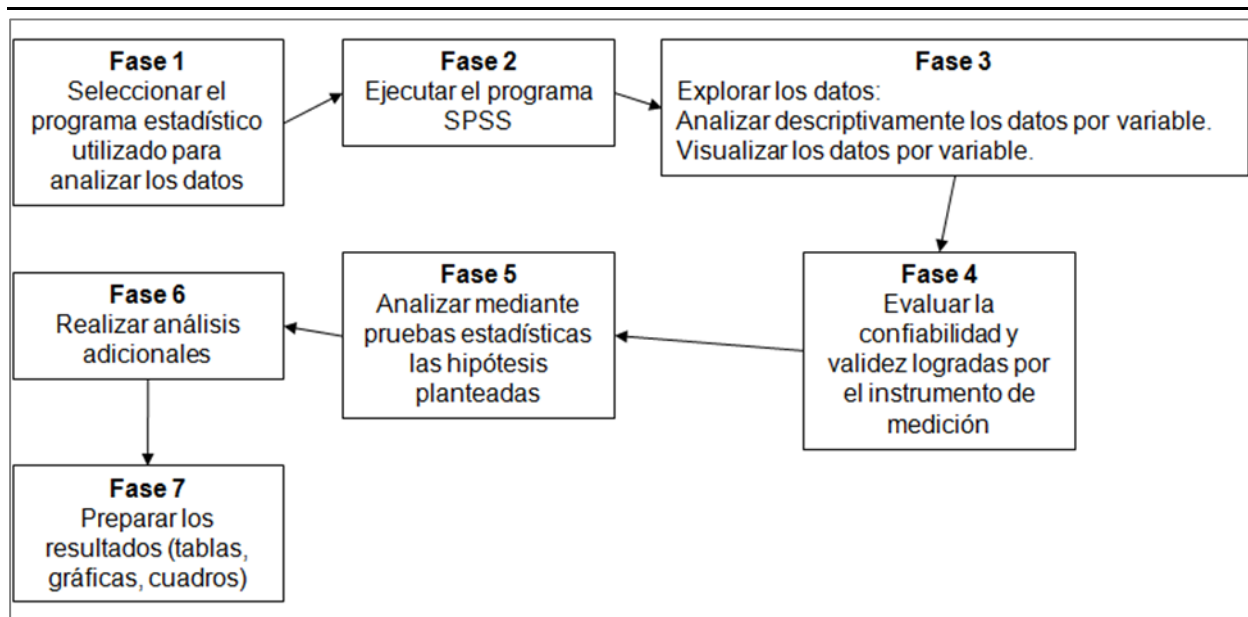 Fase 1
Seleccionar el
programa estadístico
utilizado para
analizar los datos
Fase 2
Ejecutar el programa
SPSS
Fase 3
Explorar los datos:
Analizar descriptivamente los datos por variable.
Visualizar los datos por variable.
Fase 4
Evaluar la
confiabilidad y
validez logradas por
el instrumento de
medición
Fase 5
Analizar mediante
pruebas estadísticas
las hipótesis
planteadas
Fase 6
Realizar análisis
adicionales
Fase 7
Preparar los
resultados (tablas,
gráficas, cuadros)